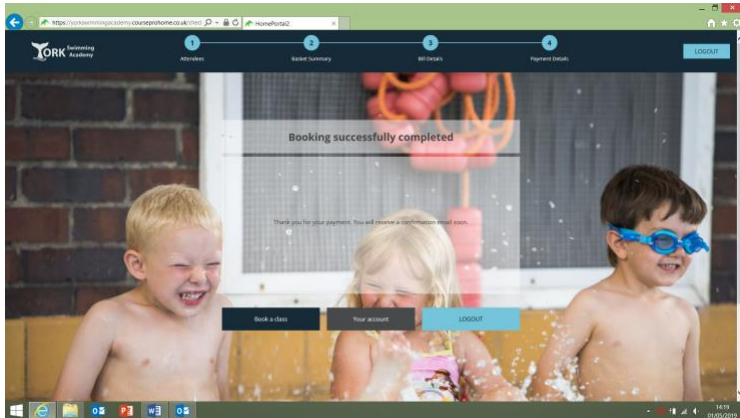 https://yorkswimmingacademy.courseprohome.co.uk/ched
HomePortal2
YORK Swimming Academy
1
2
3
4
Attendees
Basket Summary
Bill Details
Payment Details
LOGOUT
Booking successfully completed
Thank you for your payment. You will receive a confirmation email soon.
Book a class
Your account
LOGOUT
14:19
01/05/2019